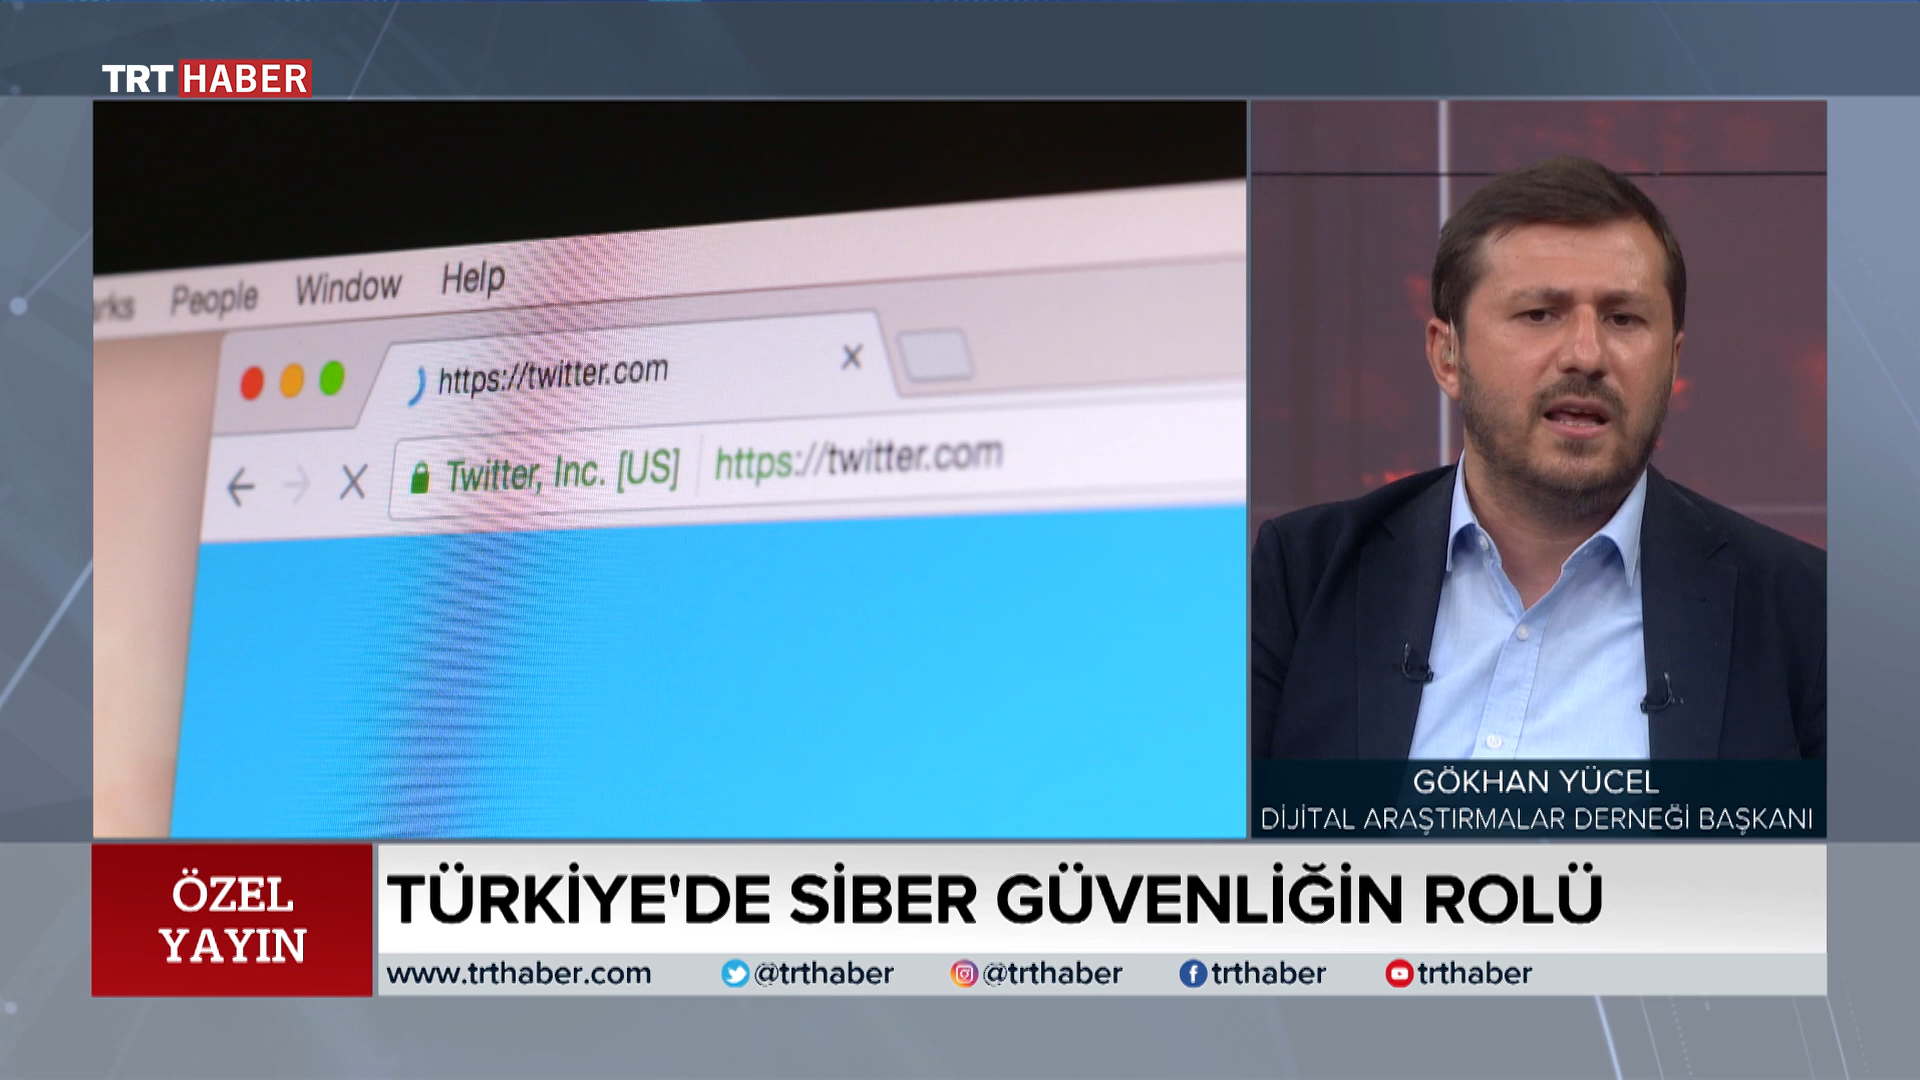 TRT HABER
People Window Help
https://twitter.com
Twitter, Inc. [US] https://twitter.com
GÖKHAN YÜCEL
DİJİTAL ARAŞTIRMALAR DERNEĞİ BAŞKANI
ÖZEL
YAYIN
TÜRKİYE'DE SİBER GÜVENLİĞİN ROLÜ
www.trthaber.com @trthaber @trthaber trthaber trthaber